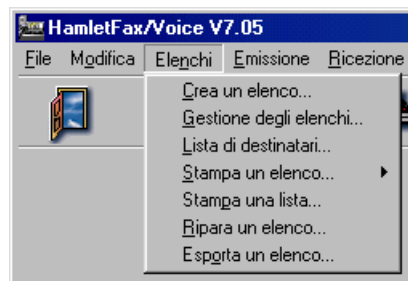 HamletFax/Voice V7.05
File Modifica Elenchi Emissione Ricezione
Crea un elenco...
Gestione degli elenchi...
Lista di destinatari...
Stampa un elenco...
Stampa una lista...
Ripara un elenco...
Esporta un elenco...